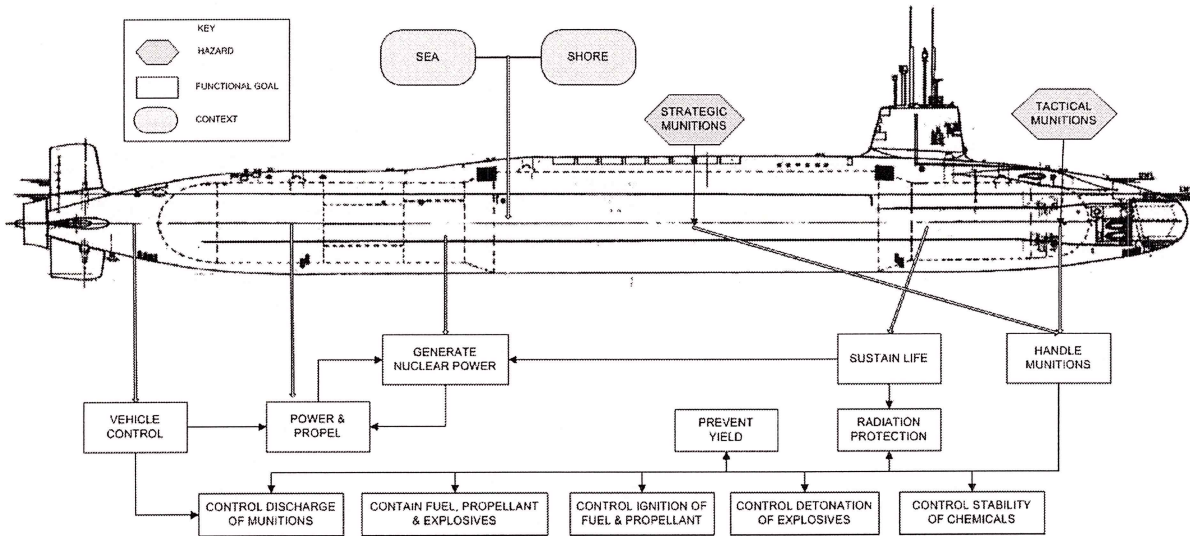 KEY
HAZARD
FUNCTIONAL GOAL
CONTEXT
SEA
SHORE
STRATEGIC
MUNITIONS
TACTICAL
MUNITIONS
GENERATE
NUCLEAR POWER
SUSTAIN LIFE
HANDLE
MUNITIONS
VEHICLE
CONTROL
POWER &
PROPEL
PREVENT
YIELD
RADIATION
PROTECTION
CONTROL DISCHARGE
OF MUNITIONS
CONTAIN FUEL, PROPELLANT
& EXPLOSIVES
CONTROL IGNITION OF
FUEL & PROPELLANT
CONTROL DETONATION
OF EXPLOSIVES
CONTROL STABILITY
OF CHEMICALS